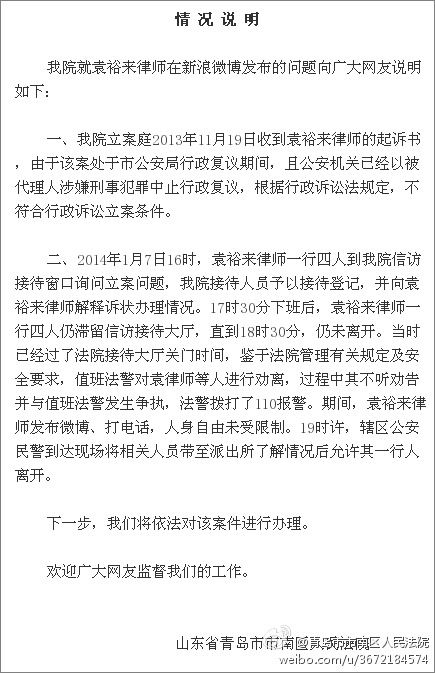 情 况 说 明
我院就袁裕来律师在新浪微博发布的问题向广大网友说明
如下：
一、我院立案庭2013年11月19日收到袁裕来律师的起诉书
，由于该案处于市公安局行政复议期间，且公安机关已经以被
代理人涉嫌刑事犯罪中止行政复议，根据行政诉讼法规定，不
符合行政诉讼立案条件。
二、2014年1月7日16时，袁裕来律师一行四人到我院信访
接待窗口询问立案问题，我院接待人员予以接待登记，并向袁
裕来律师解释诉状办理情况。17时30分下班后，袁裕来律师一
行四人仍滞留信访接待大厅，直到18时30分，仍未离开。当时
已经过了法院接待大厅关门时间，鉴于法院管理有关规定及安
全要求，值班法警对袁律师等人进行劝离，过程中其不听劝告
并与值班法警发生争执，法警拨打了110报警。期间，袁裕来律
师发布微博、打电话，人身自由未受限制。19时许，辖区公安
民警到达现场将相关人员带至派出所了解情况后允许其一行人
离开。
下一步，我们将依法对该案件进行办理。
欢迎广大网友监督我们的工作。
山东省青岛市市南区人民法院
weibo.com/u/3672184574